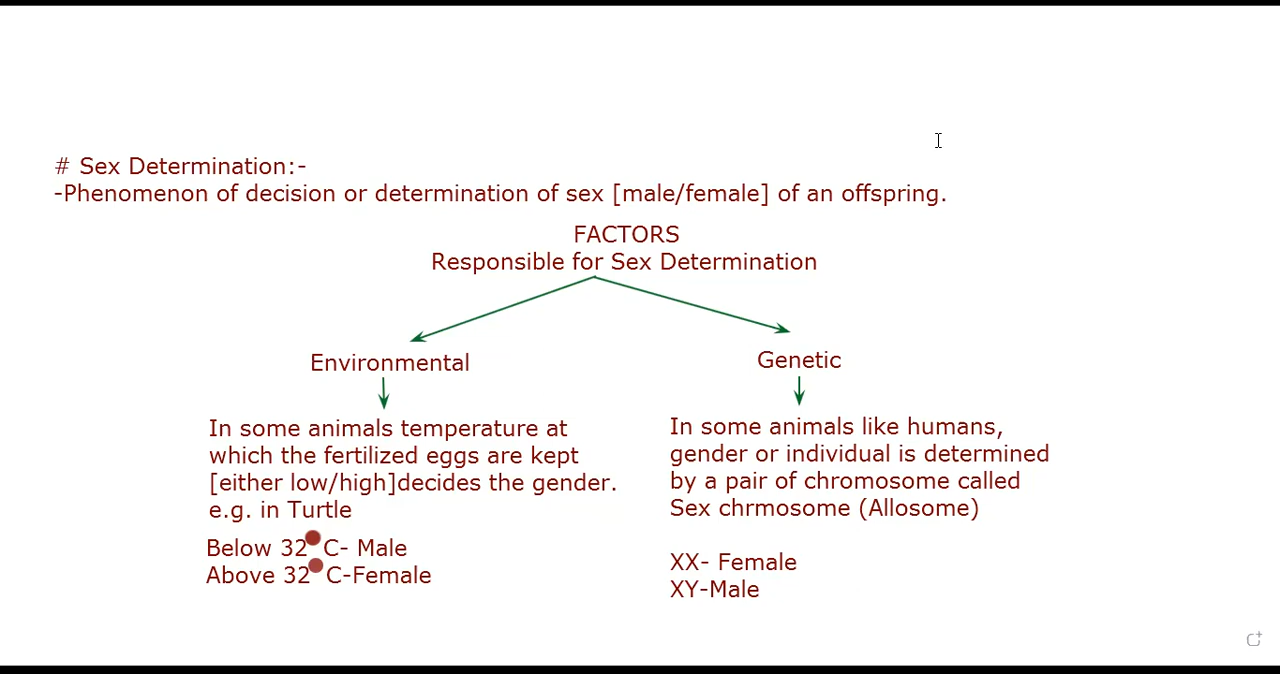 # Sex Determination:-
-Phenomenon of decision or determination of sex [male/female] of an offspring.
FACTORS
Responsible for Sex Determination
Environmental
In some animals temperature at
which the fertilized eggs are kept
[either low/high]decides the gender.
e.g. in Turtle
Below 32° C- Male
Above 32° C-Female
Genetic
In some animals like humans,
gender or individual is determined
by a pair of chromosome called
Sex chrmosome (Allosome)
XX- Female
XY-Male